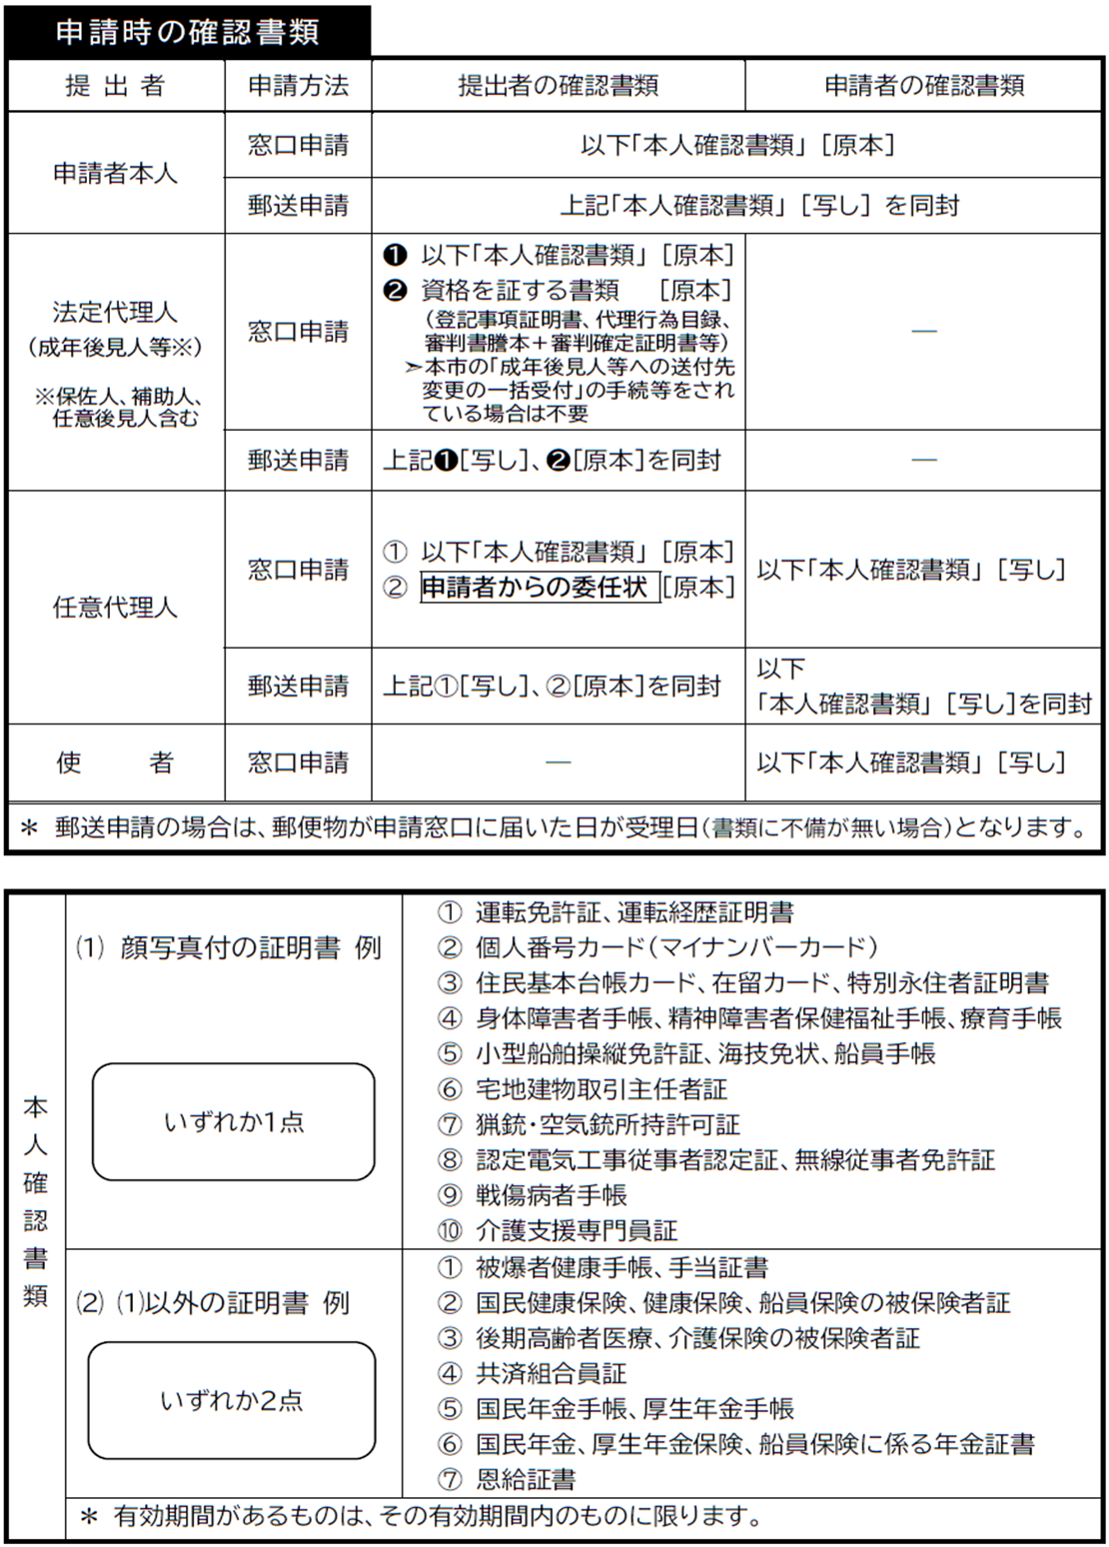 申請時の確認書類
提出者 申請方法 提出者の確認書類 申請者の確認書類
申請者本人
窓口申請 以下「本人確認書類」［原本］
郵送申請 上記「本人確認書類」［写し］を同封
法定代理人
(成年後見人等※)
※保佐人、補助人、
任意後見人含む
窓口申請
❶ 以下「本人確認書類」［原本］
❷ 資格を証する書類 ［原本］
(登記事項証明書、代理行為目録、
審判書謄本＋審判確定証明書等)
➣本市の「成年後見人等への送付先
変更の一括受付」の手続等をされ
ている場合は不要
―
郵送申請 上記❶[写し]、❷[原本]を同封 ―
任意代理人
窓口申請
① 以下「本人確認書類」［原本］
② 申請者からの委任状 ［原本］
以下「本人確認書類」［写し］
郵送申請 上記①[写し]、②[原本]を同封
以下
「本人確認書類」［写し］を同封
使者 窓口申請 ― 以下「本人確認書類」［写し］
＊ 郵送申請の場合は、郵便物が申請窓口に届いた日が受理日(書類に不備が無い場合)となります。
本人確認書類
⑴ 顔写真付の証明書 例
いずれか1点
① 運転免許証、運転経歴証明書
② 個人番号カード(マイナンバーカード)
③ 住民基本台帳カード、在留カード、特別永住者証明書
④ 身体障害者手帳、精神障害者保健福祉手帳、療育手帳
⑤ 小型船舶操縦免許証、海技免状、船員手帳
⑥ 宅地建物取引主任者証
⑦ 猟銃・空気銃所持許可証
⑧ 認定電気工事従事者認定証、無線従事者免許証
⑨ 戦傷病者手帳
⑩ 介護支援専門員証
⑵ ⑴以外の証明書 例
いずれか2点
① 被爆者健康手帳、手当証書
② 国民健康保険、健康保険、船員保険の被保険者証
③ 後期高齢者医療、介護保険の被保険者証
④ 共済組合員証
⑤ 国民年金手帳、厚生年金手帳
⑥ 国民年金、厚生年金保険、船員保険に係る年金証書
⑦ 恩給証書
＊ 有効期間があるものは、その有効期間内のものに限ります。